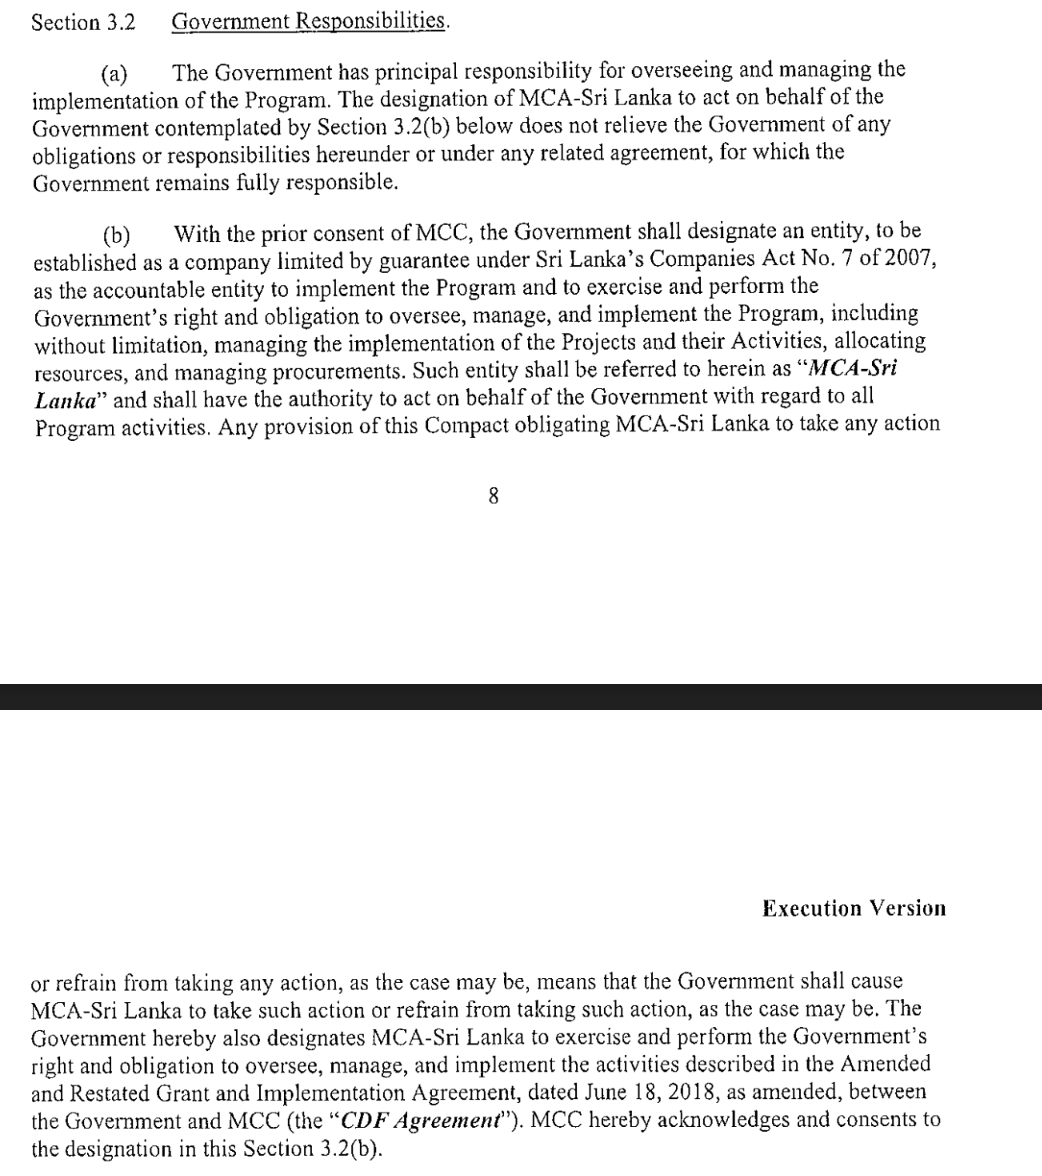 Section 3.2 Government Responsibilities.
(a) The Government has principal responsibility for overseeing and managing the
implementation of the Program. The designation of MCA-Sri Lanka to act on behalf of the
Government contemplated by Section 3.2(b) below does not relieve the Government of any
obligations or responsibilities hereunder or under any related agreement, for which the
Government remains fully responsible.
(b) With the prior consent of MCC, the Government shall designate an entity, to be
established as a company limited by guarantee under Sri Lanka's Companies Act No. 7 of 2007,
as the accountable entity to implement the Program and to exercise and perform the
Government's right and obligation to oversee, manage, and implement the Program, including
without limitation, managing the implementation of the Projects and their Activities, allocating
resources, and managing procurements. Such entity shall be referred to herein as "MCA-Sri
Lanka" and shall have the authority to act on behalf of the Government with regard to all
Program activities. Any provision of this Compact obligating MCA-Sri Lanka to take any action
8
Execution Version
or refrain from taking any action, as the case may be, means that the Government shall cause
MCA-Sri Lanka to take such action or refrain from taking such action, as the case may be. The
Government hereby also designates MCA-Sri Lanka to exercise and perform the Government's
right and obligation to oversee, manage, and implement the activities described in the Amended
and Restated Grant and Implementation Agreement, dated June 18, 2018, as amended, between
the Government and MCC (the "CDF Agreement"). MCC hereby acknowledges and consents to
the designation in this Section 3.2(b).